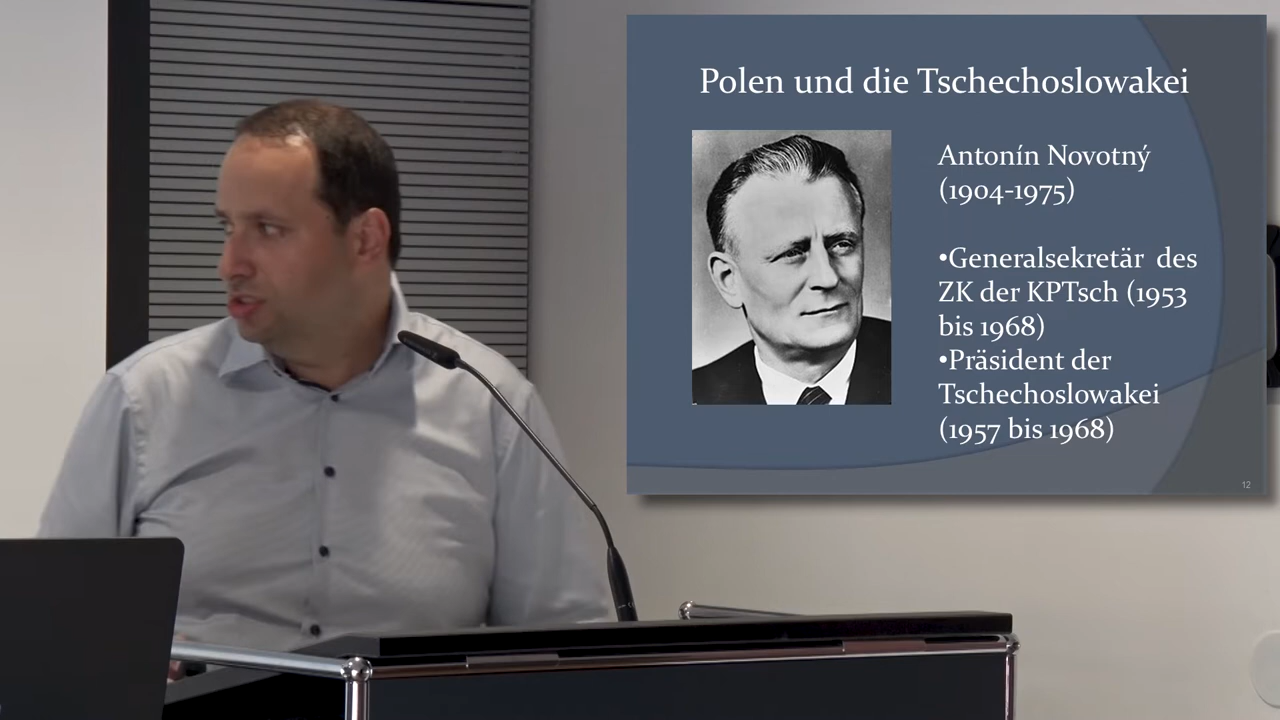 Polen und die Tschechoslowakei
Antonín Novotný
(1904-1975)
•Generalsekretär des
ZK der KPTsch (1953
bis 1968)
•Präsident der
Tschechoslowakei
(1957 bis 1968)
12